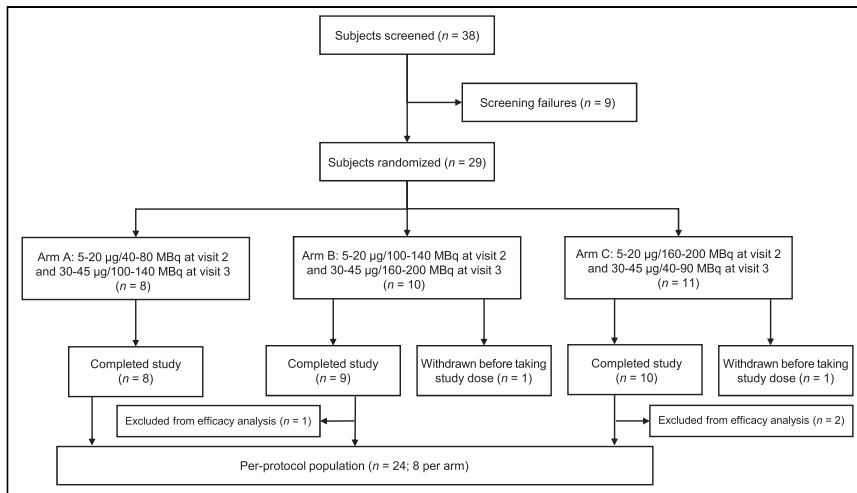 Subjects screened (n = 38)
Screening failures (n = 9)
Subjects randomized (n = 29)
Arm A: 5-20 µg/40-80 MBq at visit 2
and 30-45 µg/100-140 MBq at visit 3
(n = 8)
Arm B: 5-20 µg/100-140 MBq at visit 2
and 30-45 µg/160-200 MBq at visit 3
(n = 10)
Arm C: 5-20 µg/160-200 MBq at visit 2
and 30-45 µg/40-90 MBq at visit 3
(n = 11)
Completed study
(n = 8)
Completed study
(n = 9)
Withdrawn before taking
study dose (n = 1)
Completed study
(n = 10)
Withdrawn before taking
study dose (n = 1)
Excluded from efficacy analysis (n = 1)
Excluded from efficacy analysis (n = 2)
Per-protocol population (n = 24; 8 per arm)